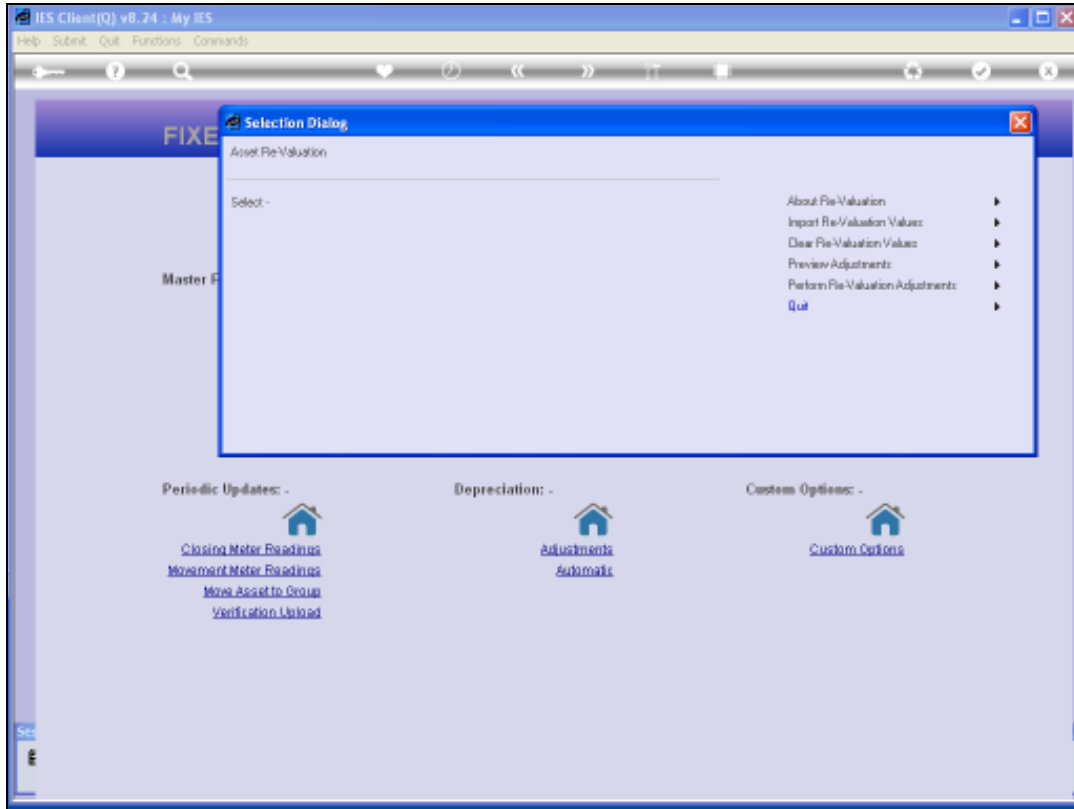 IES Client(Q) v8.24 : My IES
Help Submit Quit Functions Commands
FIXE
Selection Dialog
Asset Re-Valuation
Select -
About Re-Valuation
Import Re-Valuation Values
Clear Re-Valuation Values
Preview Adjustments
Perform Re-Valuation Adjustments
Quit
Master F
Periodic Updates: -
Depreciation: -
Custom Options: -
Closing Meter Readings
Adjustments
Custom Options
Movement Meter Readings
Automatic
Move Asset to Group
Verification Upload
Ses